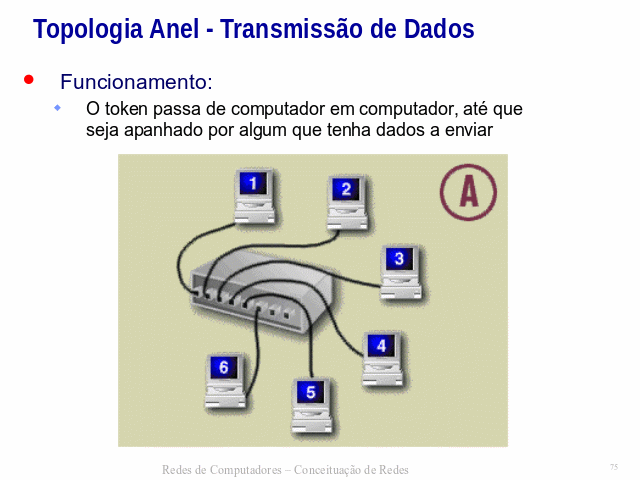 Topologia Anel - Transmissão de Dados
Funcionamento:
O token passa de computador em computador, até que
seja apanhado por algum que tenha dados a enviar
A
1
2
3
4
5
6
Redes de Computadores – Conceituação de Redes
75